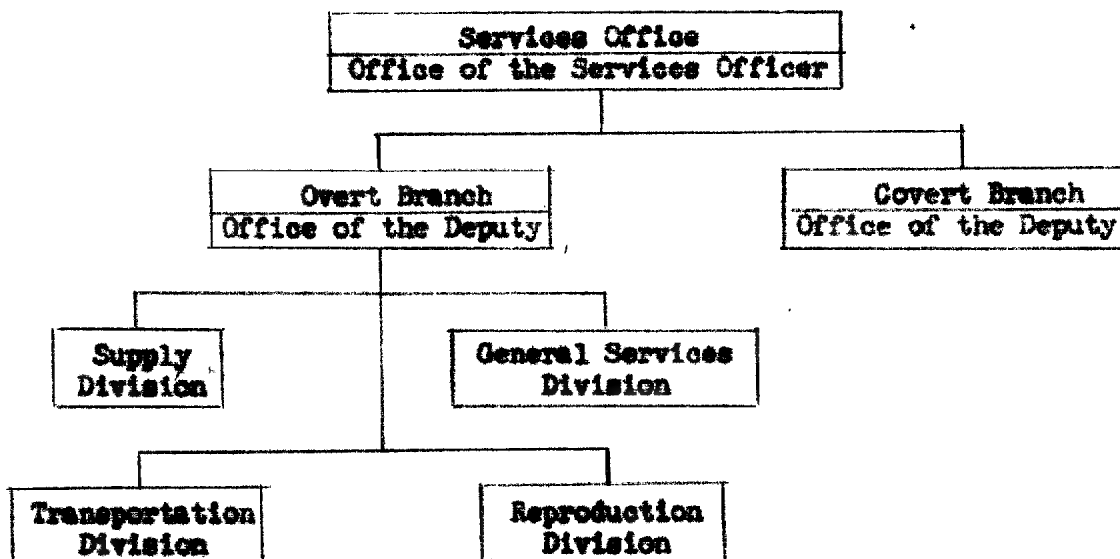 Services Office
Office of the Services Officer
Overt Branch
Office of the Deputy
Covert Branch
Office of the Deputy
Supply
Division
General Services
Division
Transportation
Division
Reproduction
Division